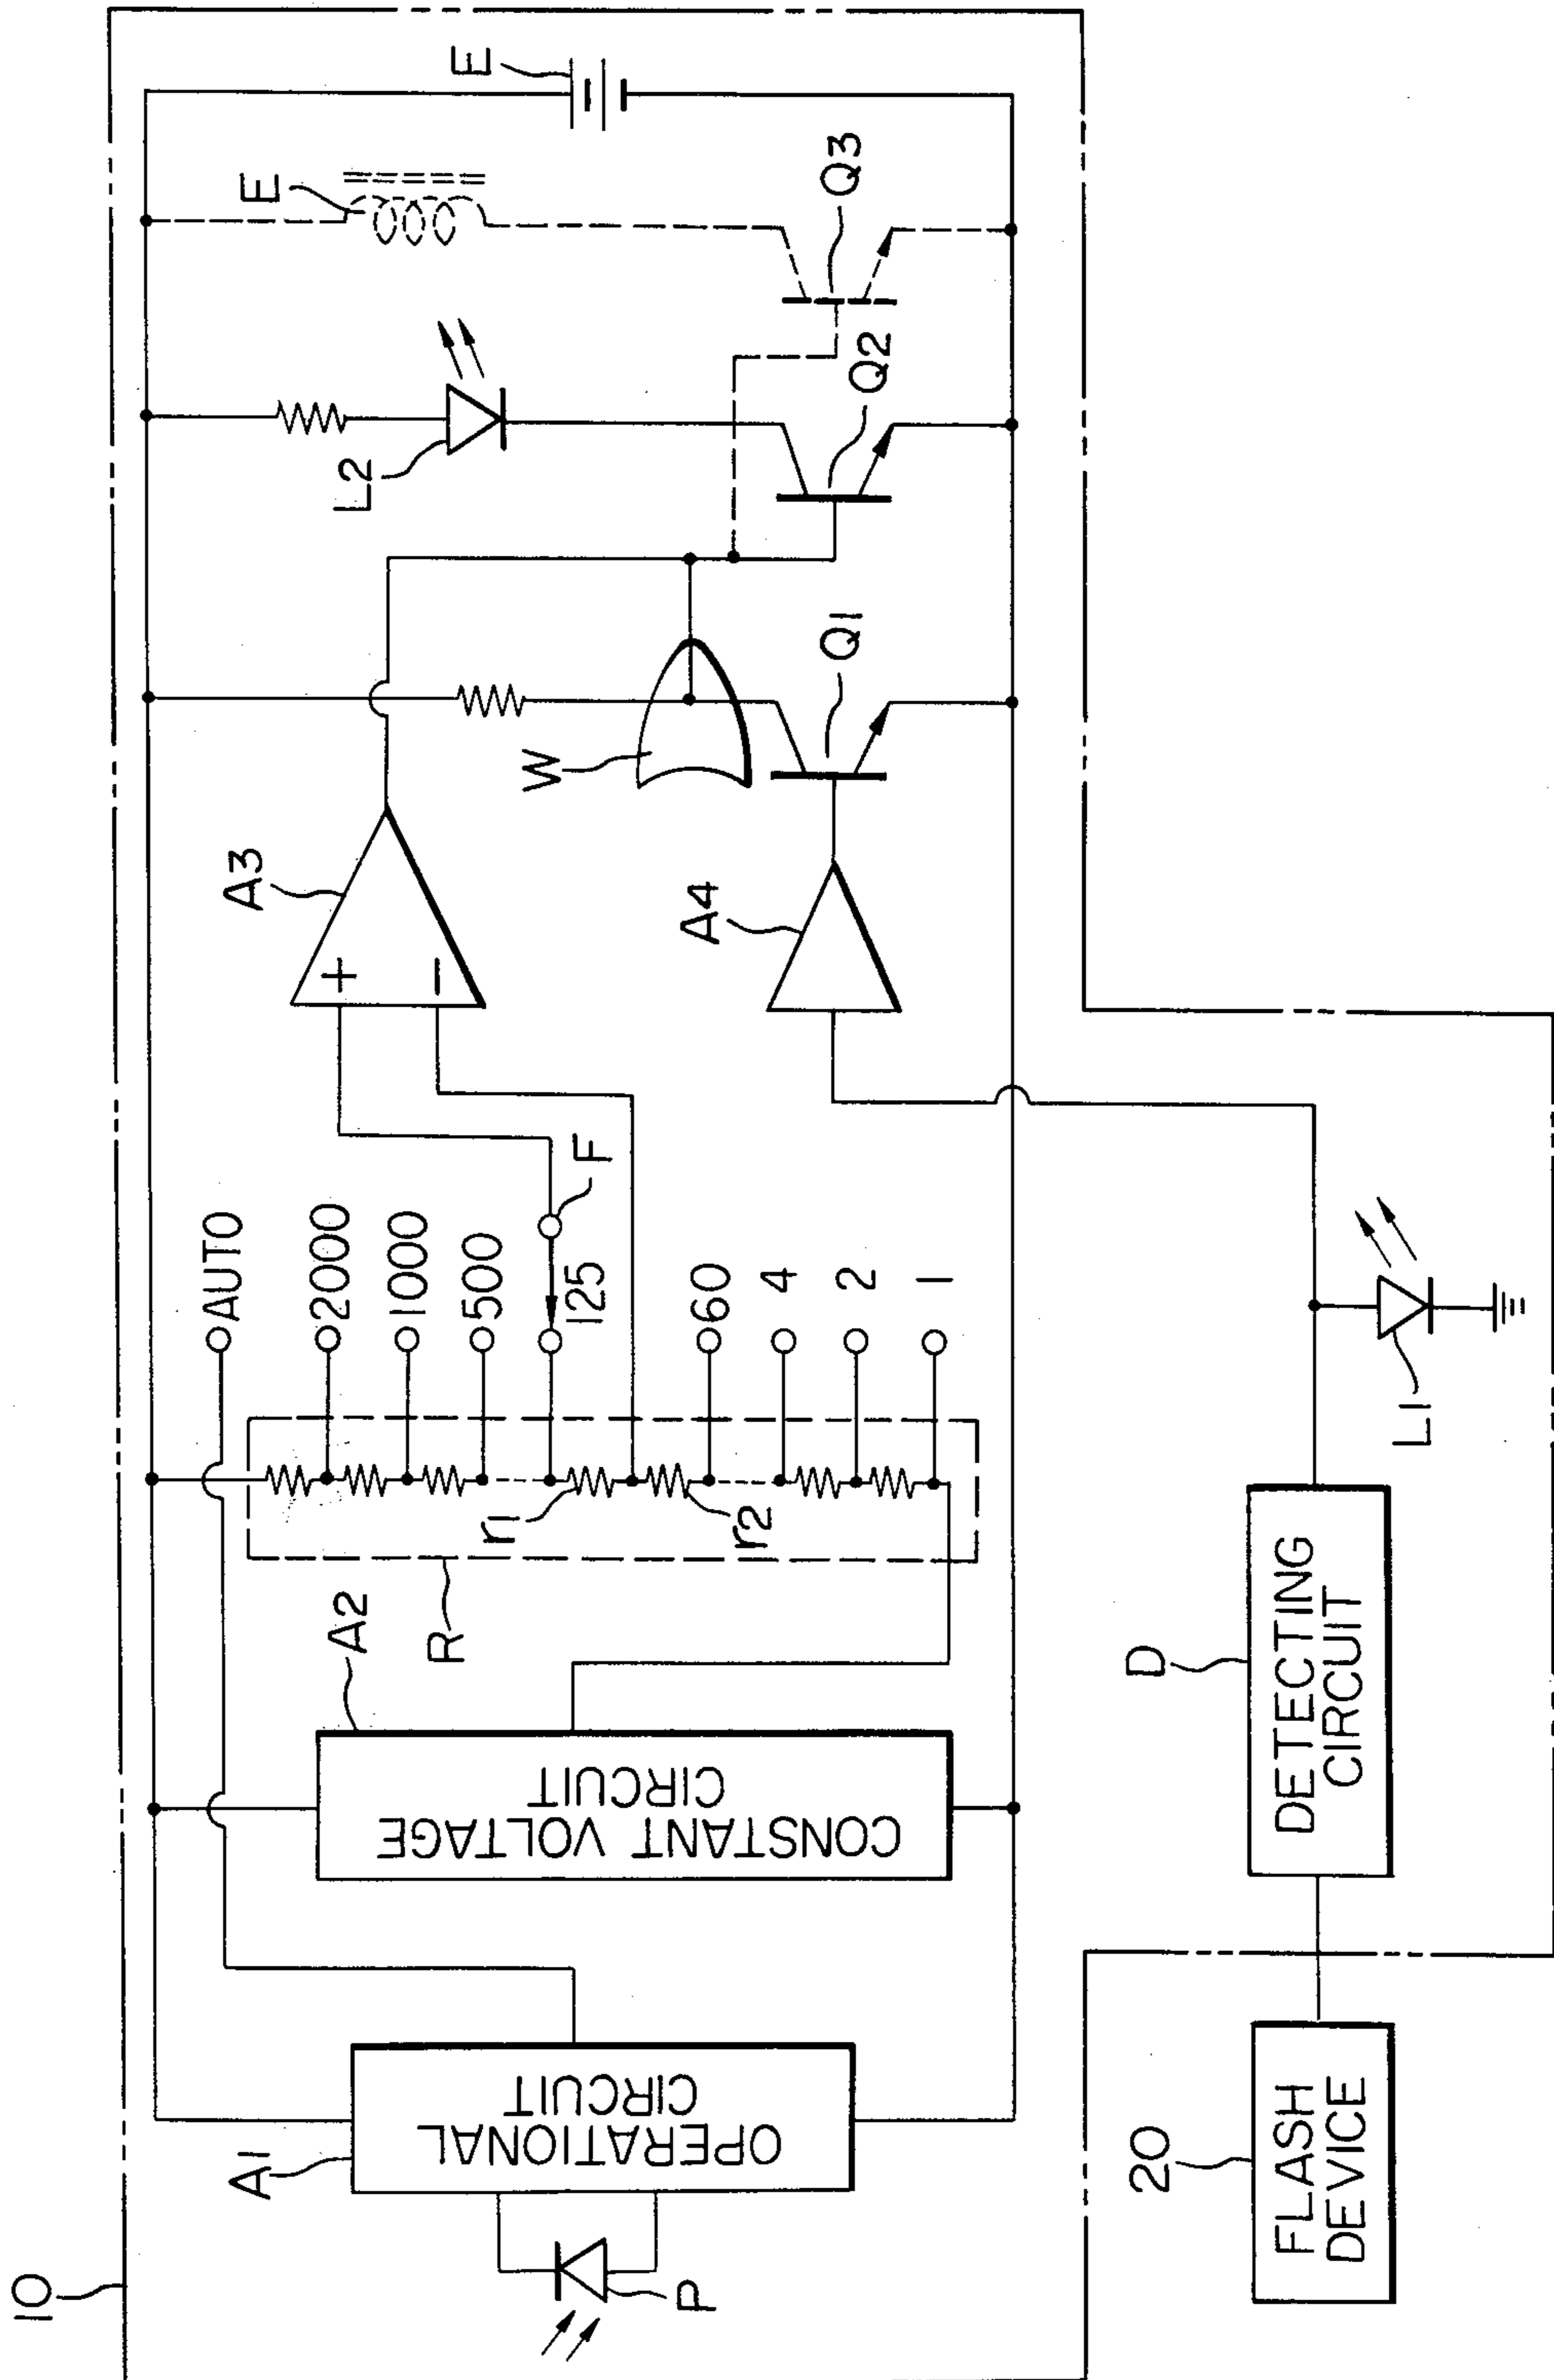 10
A1
OPERATIONAL
CIRCUIT
P
A2
CONSTANT VOLTAGE
CIRCUIT
R
r1
r2
AUTO
2000
1000
500
125
60
4
2
1
F
A3
+
−
A4
W
Q1
L2
Q2
E
Q3
E
20
FLASH
DEVICE
D
DETECTING
CIRCUIT
L1